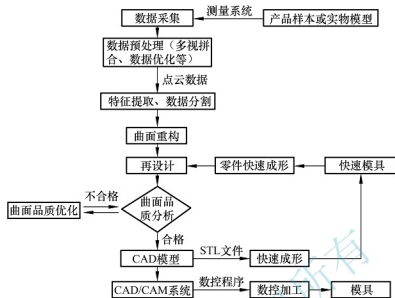 数据采集
测量系统
产品样本或实物模型
数据预处理（多视拼
合、数据优化等）
点云数据
特征提取、数据分割
曲面重构
再设计
零件快速成形
快速模具
曲面品
质分析
不合格
曲面品质优化
合格
CAD模型
STL文件
快速成形
CAD/CAM系统
数控程序
数控加工
模具
所有